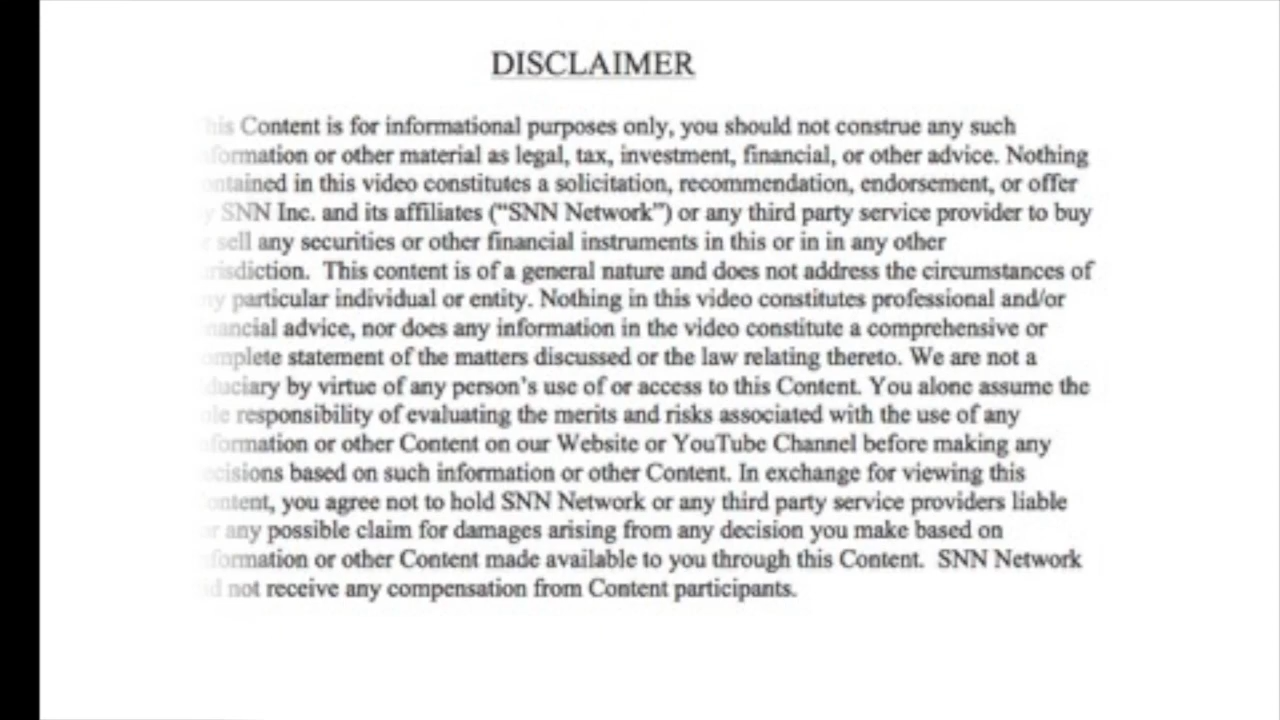 DISCLAIMER
This Content is for informational purposes only, you should not construe any such
information or other material as legal, tax, investment, financial, or other advice. Nothing
contained in this video constitutes a solicitation, recommendation, endorsement, or offer
by SNN Inc. and its affiliates (“SNN Network”) or any third party service provider to buy
or sell any securities or other financial instruments in this or in in any other
jurisdiction.  This content is of a general nature and does not address the circumstances of
any particular individual or entity. Nothing in this video constitutes professional and/or
financial advice, nor does any information in the video constitute a comprehensive or
complete statement of the matters discussed or the law relating thereto. We are not a
fiduciary by virtue of any person’s use of or access to this Content. You alone assume the
sole responsibility of evaluating the merits and risks associated with the use of any
information or other Content on our Website or YouTube Channel before making any
decisions based on such information or other Content. In exchange for viewing this
Content, you agree not to hold SNN Network or any third party service providers liable
for any possible claim for damages arising from any decision you make based on
information or other Content made available to you through this Content.  SNN Network
did not receive any compensation from Content participants.